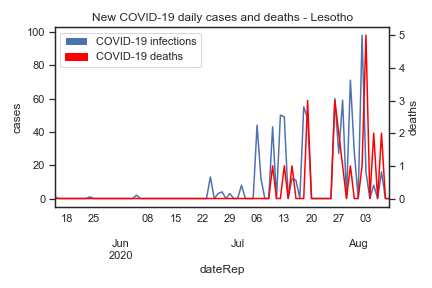 New COVID-19 daily cases and deaths - Lesotho
COVID-19 infections
COVID-19 deaths
100
80
60
40
20
0
cases
5
4
3
2
1
0
deaths
18 25 08 15 22 29 06 13 20 27 03
Jun Jul Aug
2020
dateRep